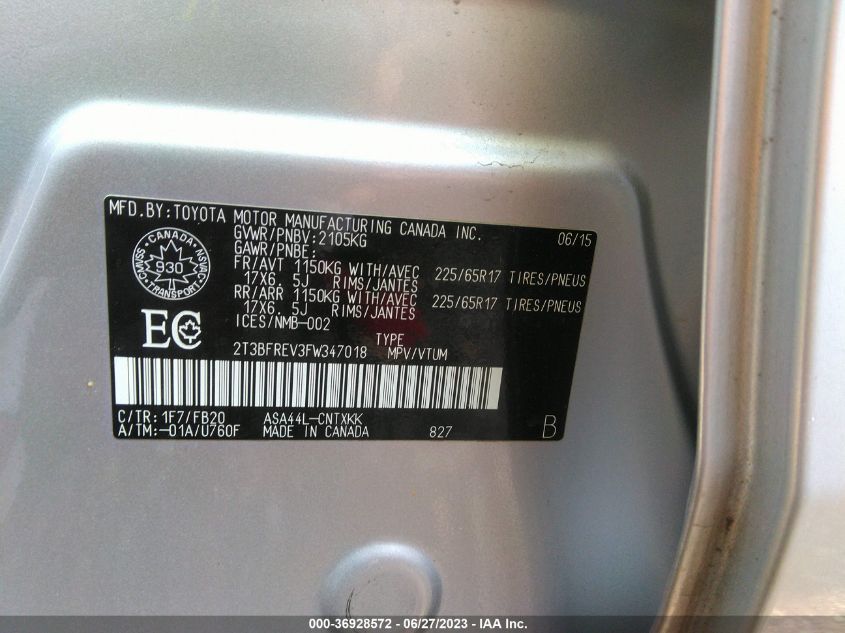 MFD.BY:TOYOTA MOTOR MANUFACTURING CANADA INC. 06/15
GVWR/PNBV:2105KG
GAWR/PNBE:
FR/AVT 1150KG WITH/AVEC 225/65R17 TIRES/PNEUS
17X6.5J RIMS/JANTES
RR/ARR 1150KG WITH/AVEC 225/65R17 TIRES/PNEUS
17X6.5J RIMS/JANTES
ICES/NMB-002
CANADA
CMVSS 930 NSVAC
TRANSPORT
EC
TYPE
2T3BFREV3FW347018 MPV/VTUM
C/TR:1F7/FB20 ASA44L-CNTXKK
A/TM:-01A/U760F MADE IN CANADA 827 B
000-36928572 - 06/27/2023 - IAA Inc.